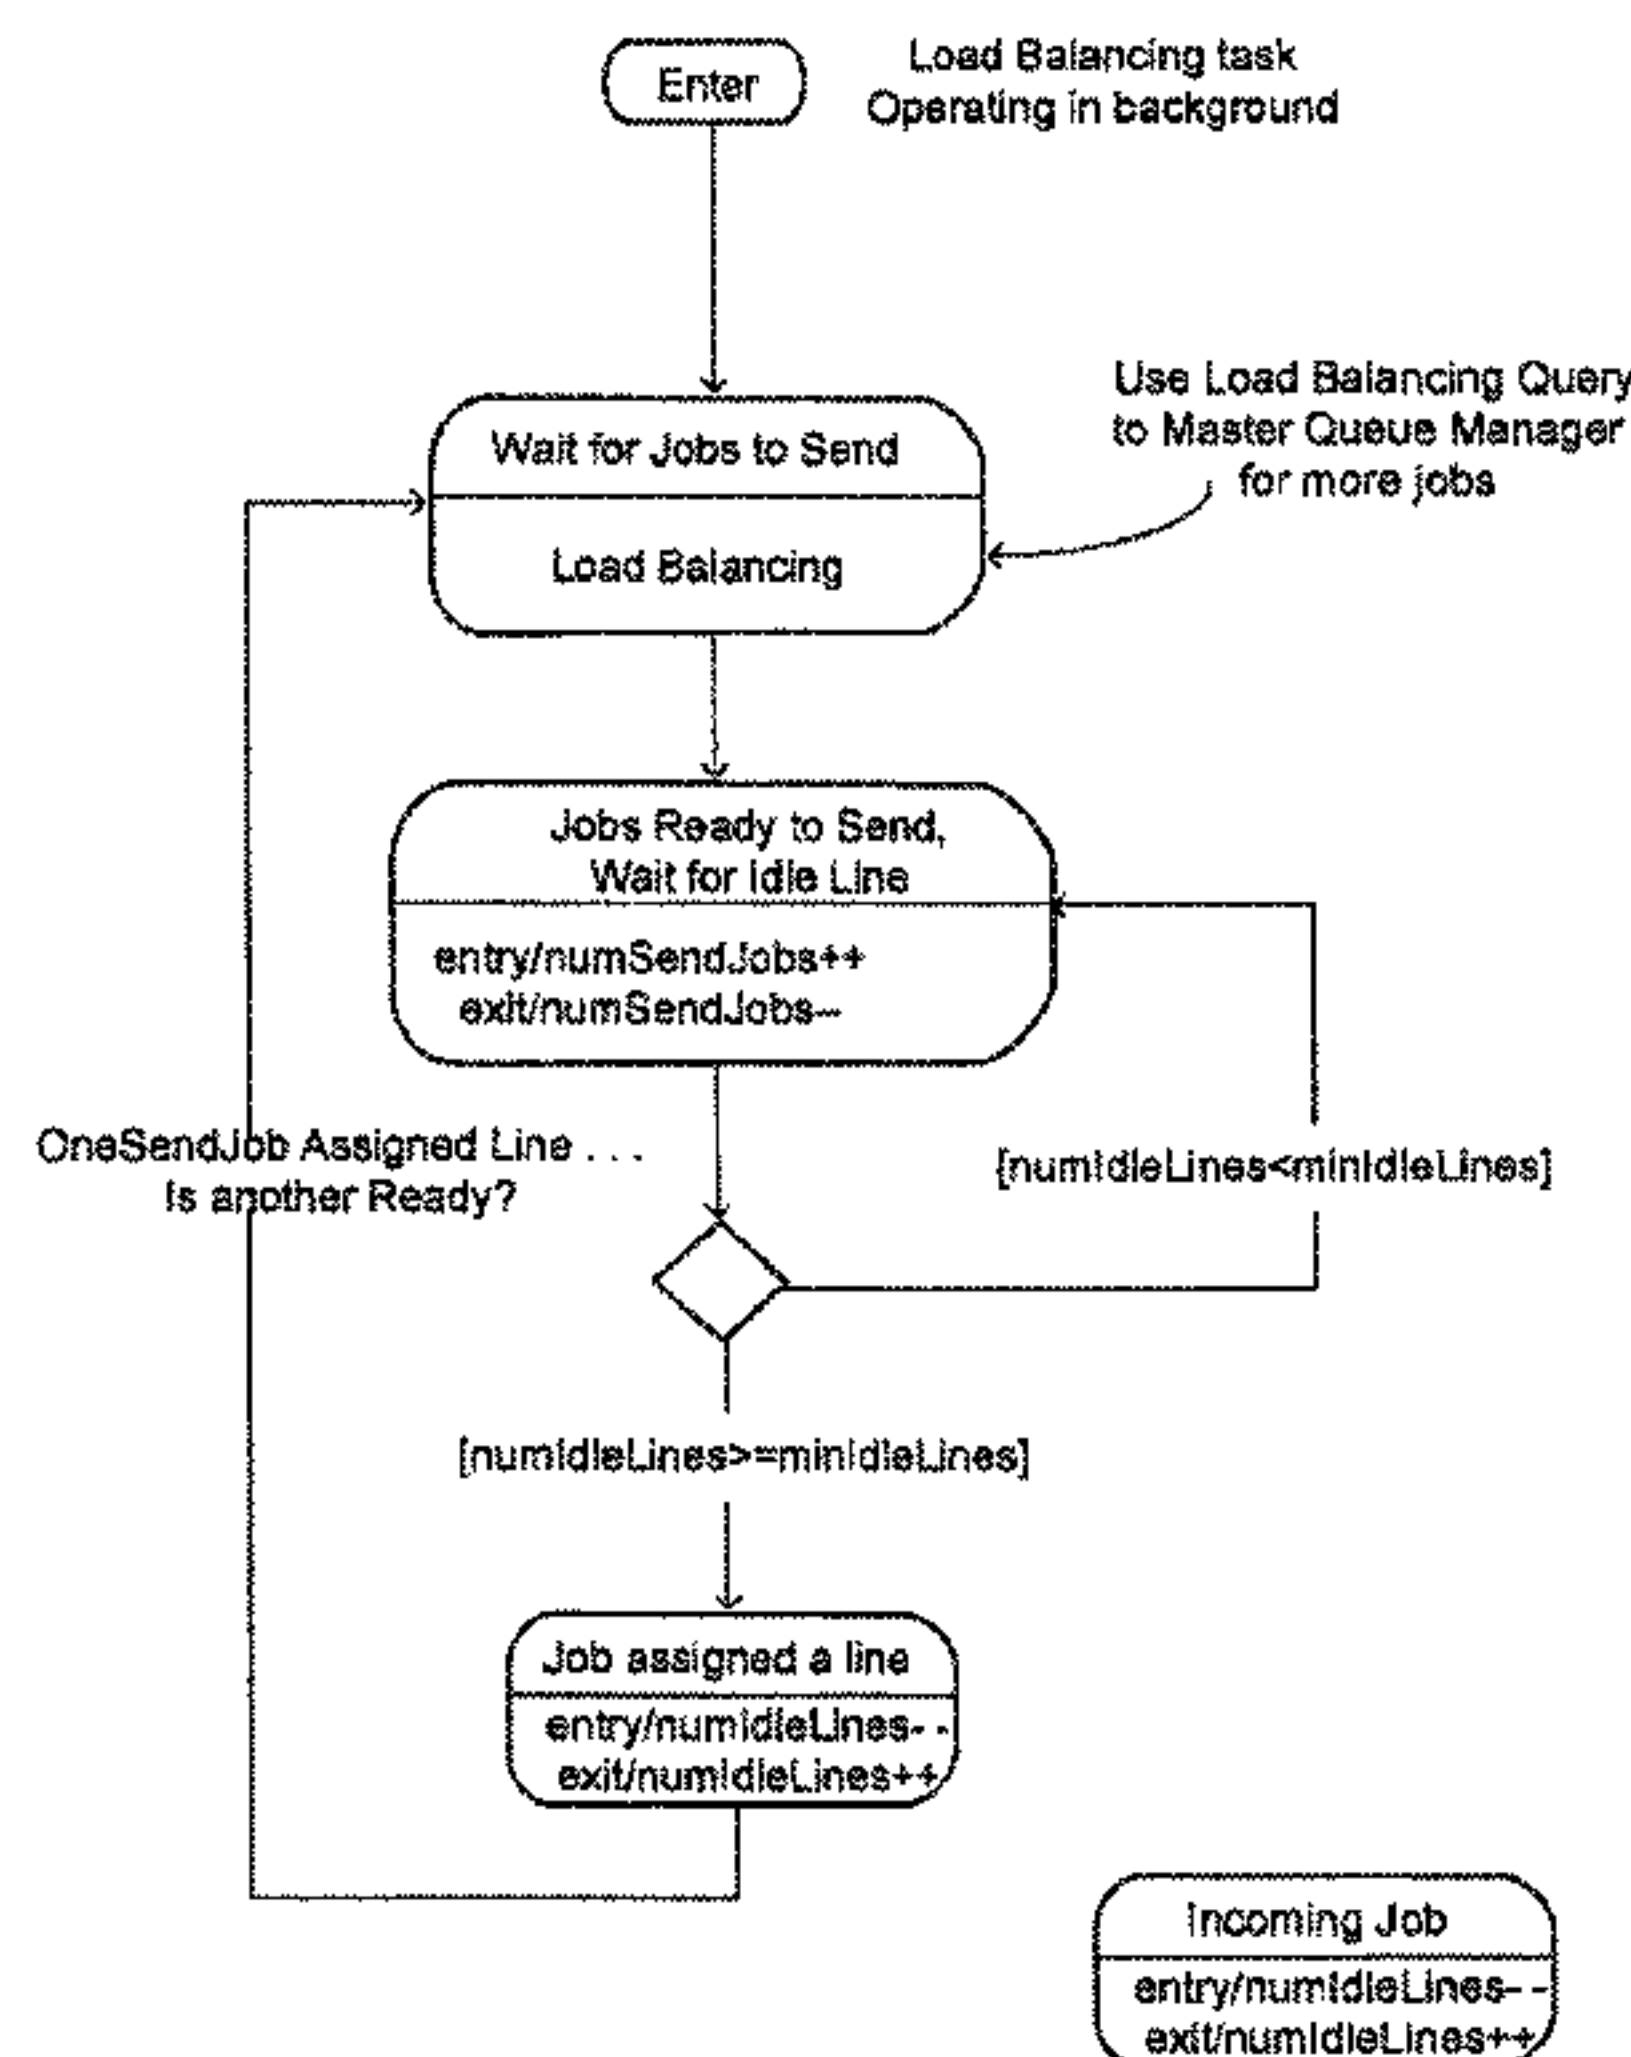 Enter
Load Balancing task
Operating in background
Use Load Balancing Query
to Master Queue Manager
for more jobs
Wait for Jobs to Send
Load Balancing
Jobs Ready to Send,
Wait for Idle Line
entry/numSendJobs++
exit/numSendJobs--
OneSendJob Assigned Line . . .
Is another Ready?
[numIdleLines<minIdleLines]
[numIdleLines>=minIdleLines]
Job assigned a line
entry/numIdleLines- -
exit/numIdleLines++
Incoming Job
entry/numIdleLines- -
exit/numIdleLines++